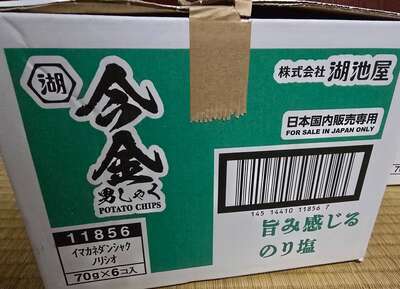 湖
今金
男しゃく
POTATO CHIPS
11856
イマカネダンシャク
ノリシオ
70g×6コ入
株式会社 湖池屋
日本国内販売専用
FOR SALE IN JAPAN ONLY
145 14410 11856 7
旨み感じる
のり塩